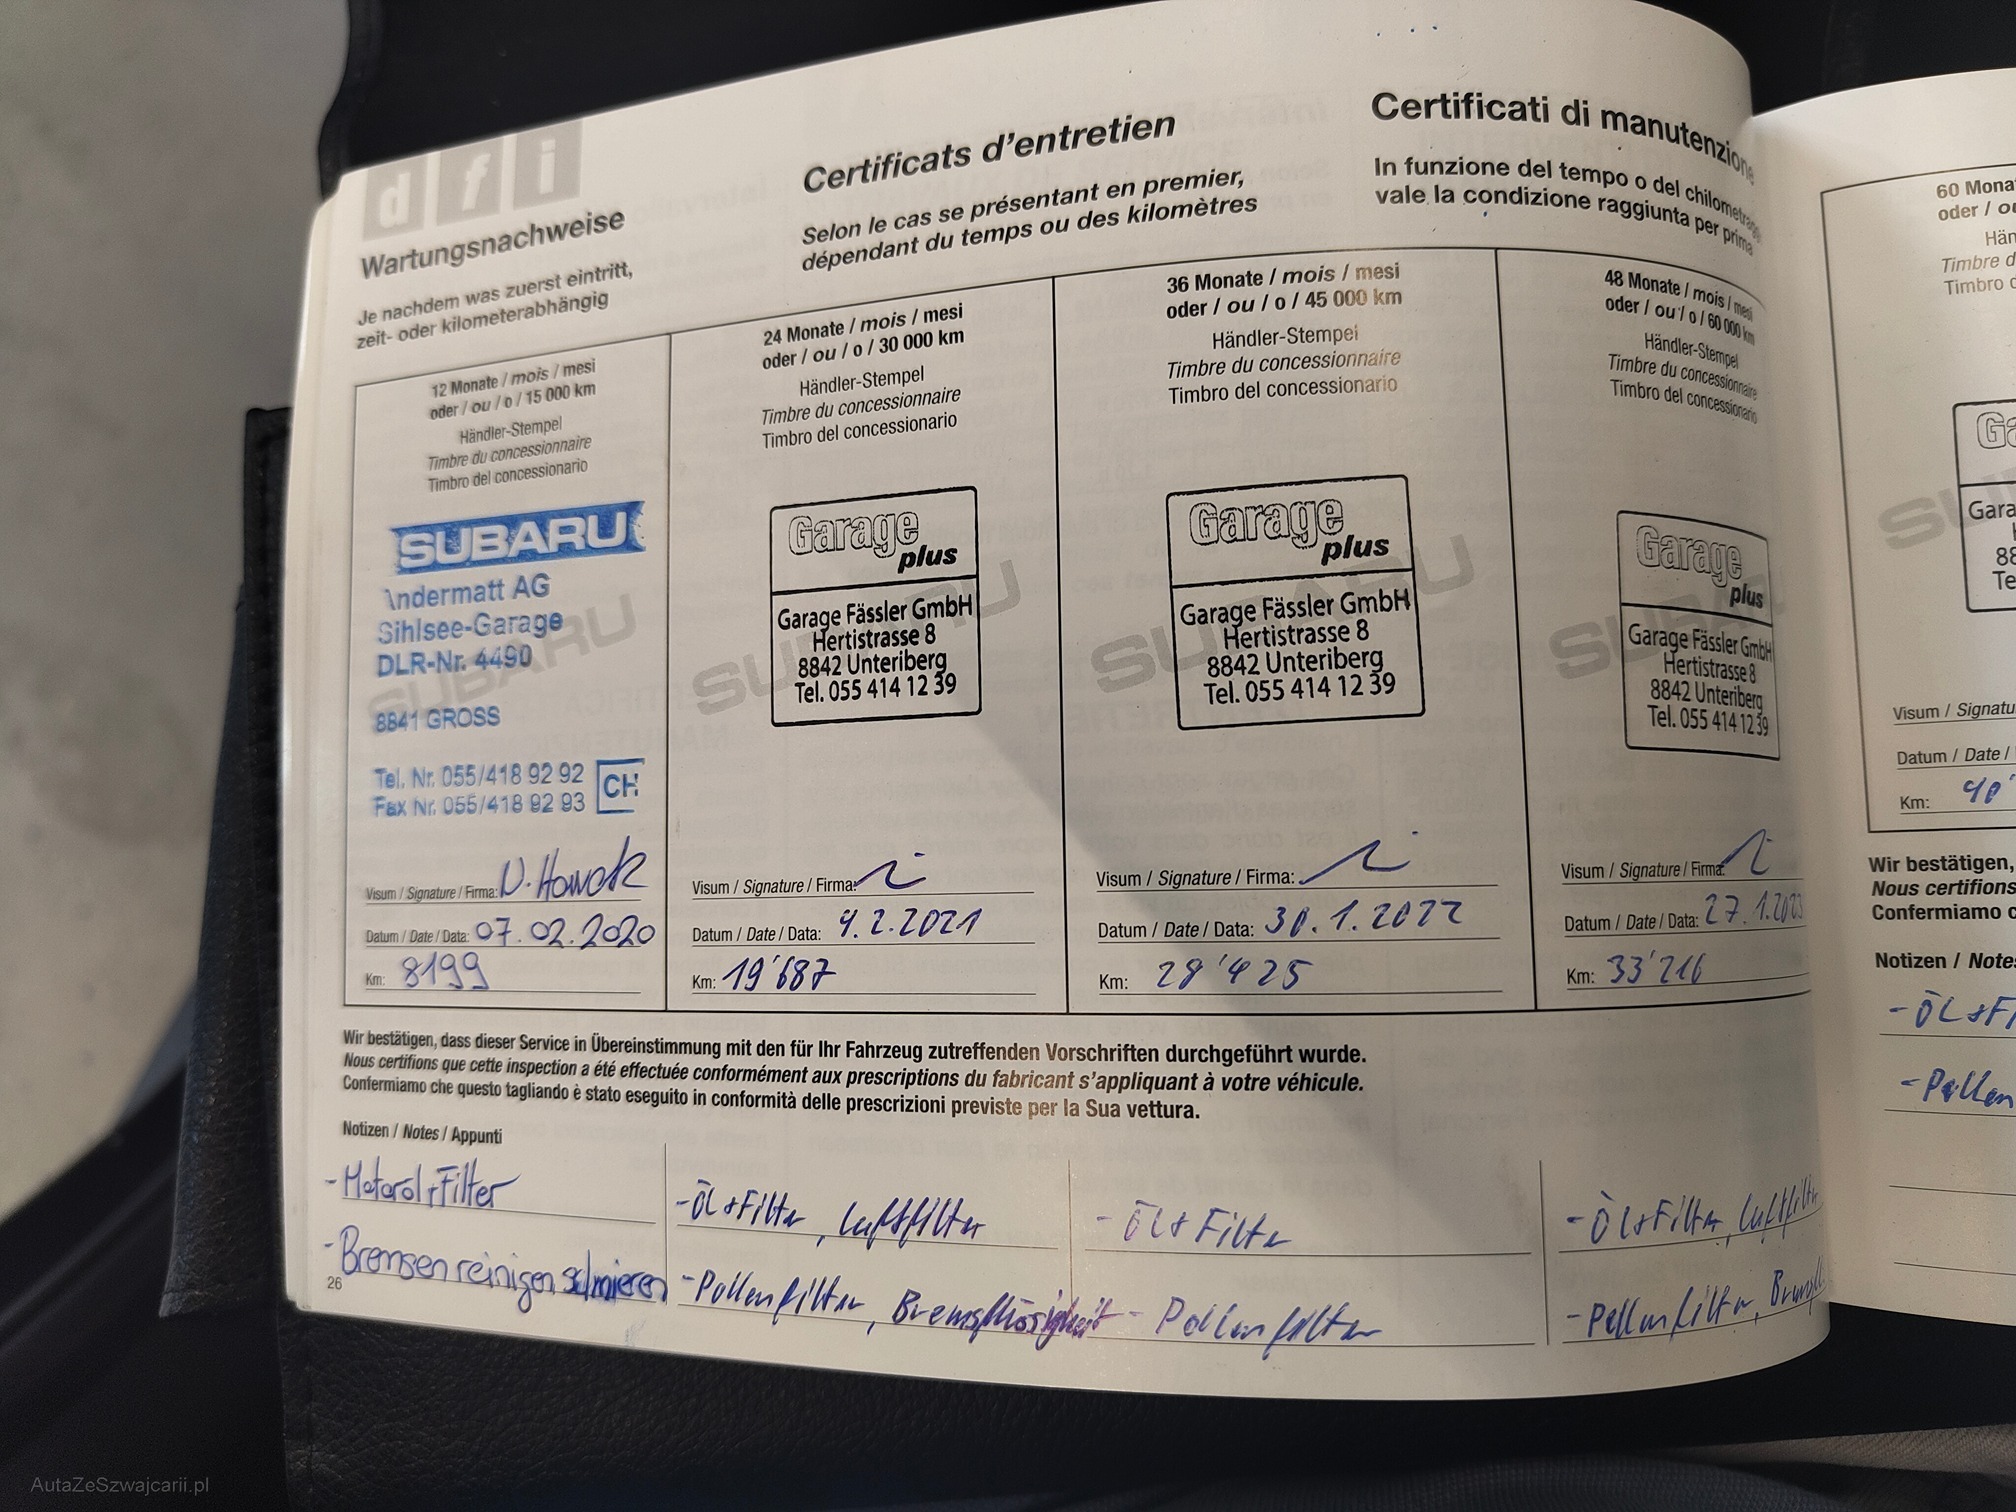 d f i
Wartungsnachweise
Je nachdem was zuerst eintritt,
zeit- oder kilometerabhängig
Certificats d'entretien
Selon le cas se présentant en premier,
dépendant du temps ou des kilomètres
Certificati di manutenzione
In funzione del tempo o del chilometraggio
vale la condizione raggiunta per prima
12 Monate / mois / mesi
oder / ou / o / 15 000 km
Händler-Stempel
Timbre du concessionnaire
Timbro del concessionario
SUBARU
Andermatt AG
Sihlsee-Garage
DLR-Nr. 4490
SUBARU
8841 GROSS
Tel. Nr. 055/418 92 92
Fax Nr. 055/418 92 93
CH
Visum / Signature / Firma:
Datum / Date / Data: 07.02.2020
Km: 8199
24 Monate / mois / mesi
oder / ou / o / 30 000 km
Händler-Stempel
Timbre du concessionnaire
Timbro del concessionario
Garage
plus
SUBARU
Garage Fässler GmbH
Hertistrasse 8
8842 Unteriberg
Tel. 055 414 12 39
Visum / Signature / Firma:
Datum / Date / Data: 4.2.2021
Km: 19'687
36 Monate / mois / mesi
oder / ou / o / 45 000 km
Händler-Stempel
Timbre du concessionnaire
Timbro del concessionario
Garage
plus
SUBARU
Garage Fässler GmbH
Hertistrasse 8
8842 Unteriberg
Tel. 055 414 12 39
Visum / Signature / Firma:
Datum / Date / Data: 30.1.2022
Km: 28'425
48 Monate / mois / mesi
oder / ou / o / 60 000 km
Händler-Stempel
Timbre du concessionnaire
Timbro del concessionario
Garage
plus
Garage Fässler GmbH
Hertistrasse 8
8842 Unteriberg
Tel. 055 414 12 39
Visum / Signature / Firma:
Datum / Date / Data: 27.1.2023
Km: 33'216
Wir bestätigen, dass dieser Service in Übereinstimmung mit den für Ihr Fahrzeug zutreffenden Vorschriften durchgeführt wurde.
Nous certifions que cette inspection a été effectuée conformément aux prescriptions du fabricant s'appliquant à votre véhicule.
Confermiamo che questo tagliando è stato eseguito in conformità delle prescrizioni previste per la Sua vettura.
Notizen / Notes / Appunti
- Motorol + Filter
- Bremsen reinigen schmieren
- ÖL + Filter, Luftfilter
- Pollenfilter, Bremsflüssigkeit
- ÖL + Filter
- Pollenfilter
- ÖL + Filter, Luftfilter
- Pollenfilter,
26
60
oder /
Timbre
Timbro
Visum / Signatu
Datum / Date /
Km:
Wir bestätigen,
Nous certifions
Confermiamo
Notizen / Notes
- ÖL +
- Pollen
AutaZeSzwajcarii.pl